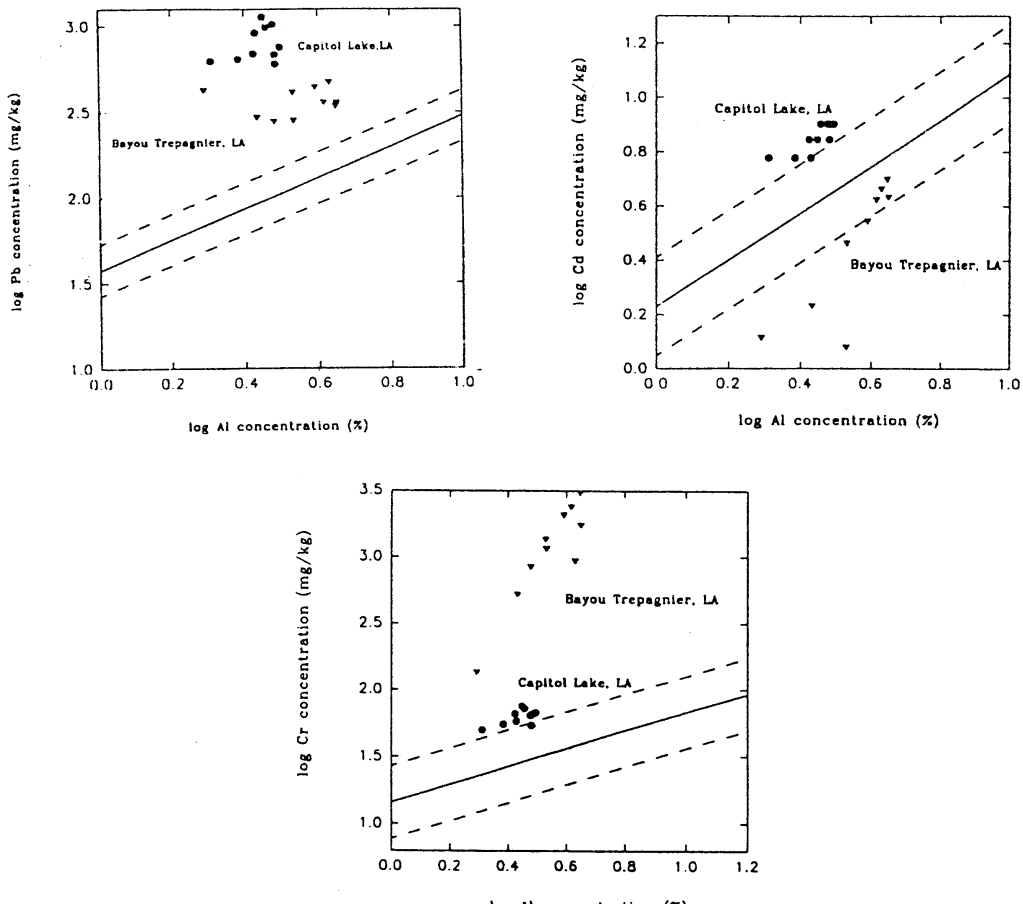 log Pb concentration (mg/kg)
3.0
2.5
2.0
1.5
1.0
Capitol Lake,LA
Bayou Trepagnier, LA
0.0 0.2 0.4 0.6 0.8 1.0
log Al concentration (%)
log Cd concentration (mg/kg)
1.2
1.0
0.8
0.6
0.4
0.2
0.0
Capitol Lake, LA
Bayou Trepagnier, LA
0.0 0.2 0.4 0.6 0.8 1.0
log Al concentration (%)
log Cr concentration (mg/kg)
3.5
3.0
2.5
2.0
1.5
1.0
Bayou Trepagnier, LA
Capitol Lake, LA
0.0 0.2 0.4 0.6 0.8 1.0 1.2